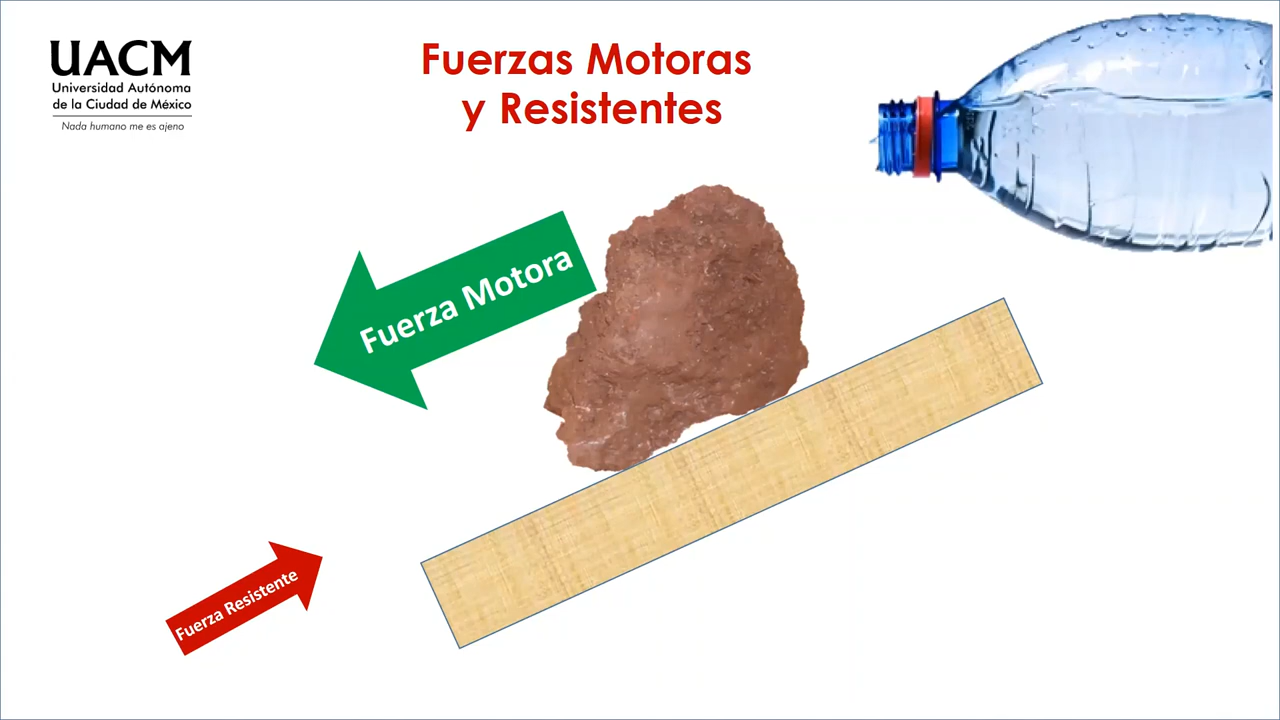 UACM
Universidad Autónoma
de la Ciudad de México
Nada humano me es ajeno
Fuerzas Motoras
y Resistentes
Fuerza Motora
Fuerza Resistente